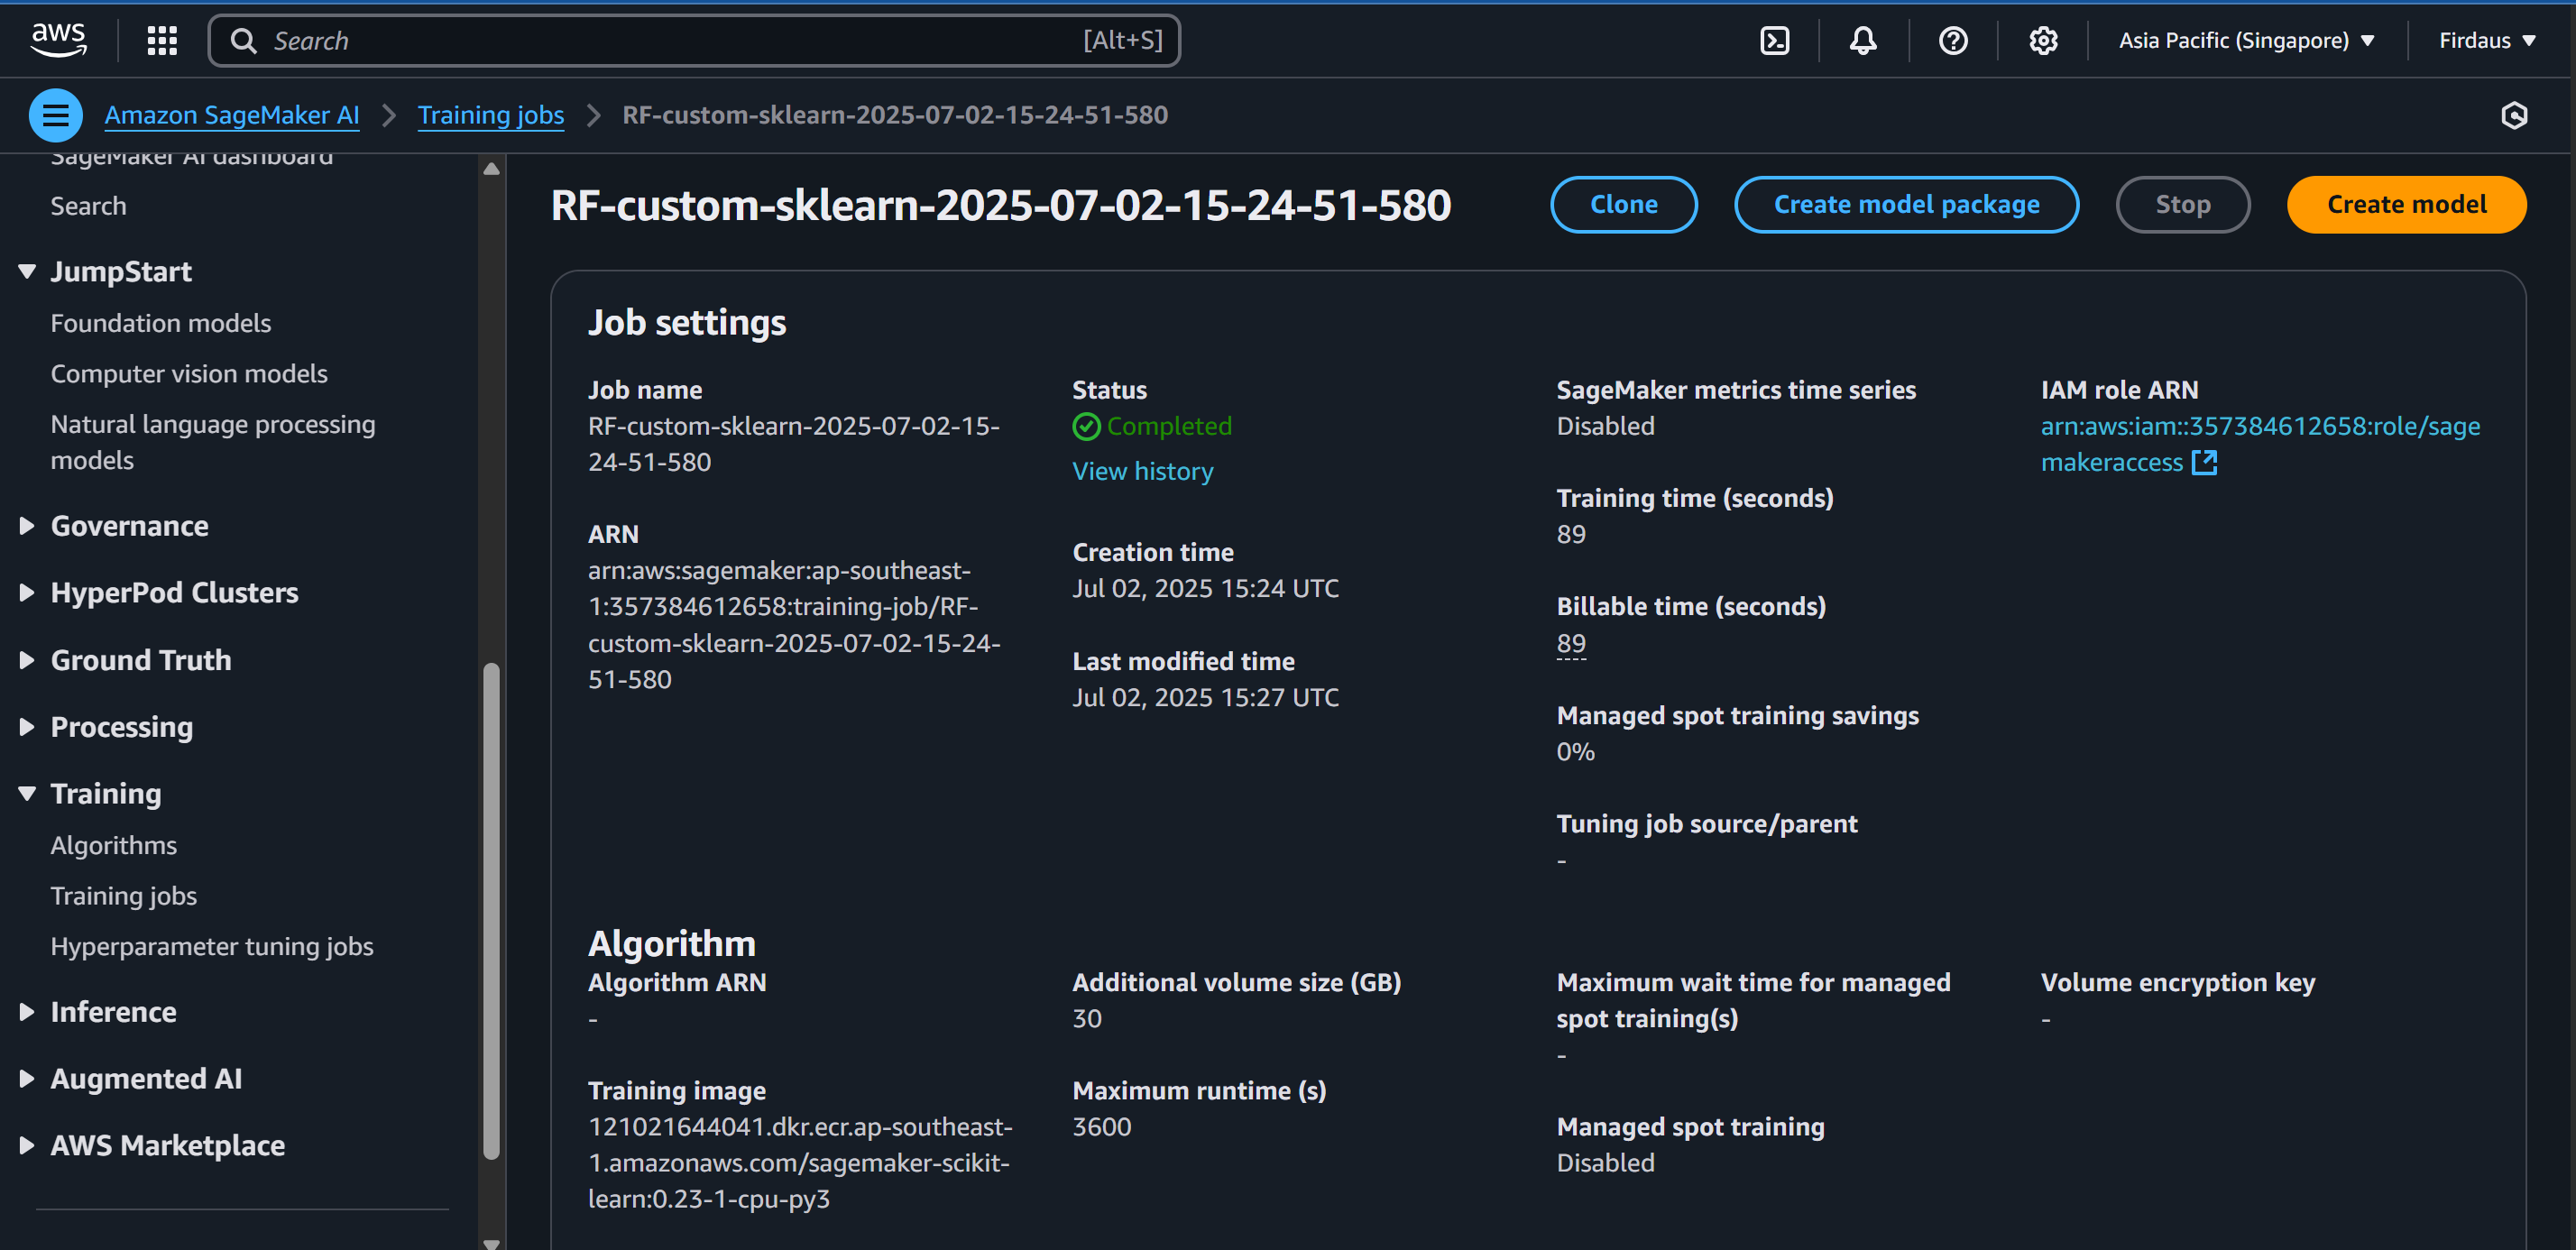 aws
Search
[Alt+S]
Asia Pacific (Singapore)
Firdaus
Amazon SageMaker AI
Training jobs
RF-custom-sklearn-2025-07-02-15-24-51-580
SageMaker AI dashboard
Search
JumpStart
Foundation models
Computer vision models
Natural language processing
models
Governance
HyperPod Clusters
Ground Truth
Processing
Training
Algorithms
Training jobs
Hyperparameter tuning jobs
Inference
Augmented AI
AWS Marketplace
RF-custom-sklearn-2025-07-02-15-24-51-580
Clone
Create model package
Stop
Create model
Job settings
Job name
RF-custom-sklearn-2025-07-02-15-
24-51-580
ARN
arn:aws:sagemaker:ap-southeast-
1:357384612658:training-job/RF-
custom-sklearn-2025-07-02-15-24-
51-580
Status
Completed
View history
Creation time
Jul 02, 2025 15:24 UTC
Last modified time
Jul 02, 2025 15:27 UTC
SageMaker metrics time series
Disabled
Training time (seconds)
89
Billable time (seconds)
89
Managed spot training savings
0%
Tuning job source/parent
-
IAM role ARN
arn:aws:iam::357384612658:role/sage
makeraccess
Algorithm
Algorithm ARN
-
Training image
121021644041.dkr.ecr.ap-southeast-
1.amazonaws.com/sagemaker-scikit-
learn:0.23-1-cpu-py3
Additional volume size (GB)
30
Maximum runtime (s)
3600
Maximum wait time for managed
spot training(s)
-
Managed spot training
Disabled
Volume encryption key
-